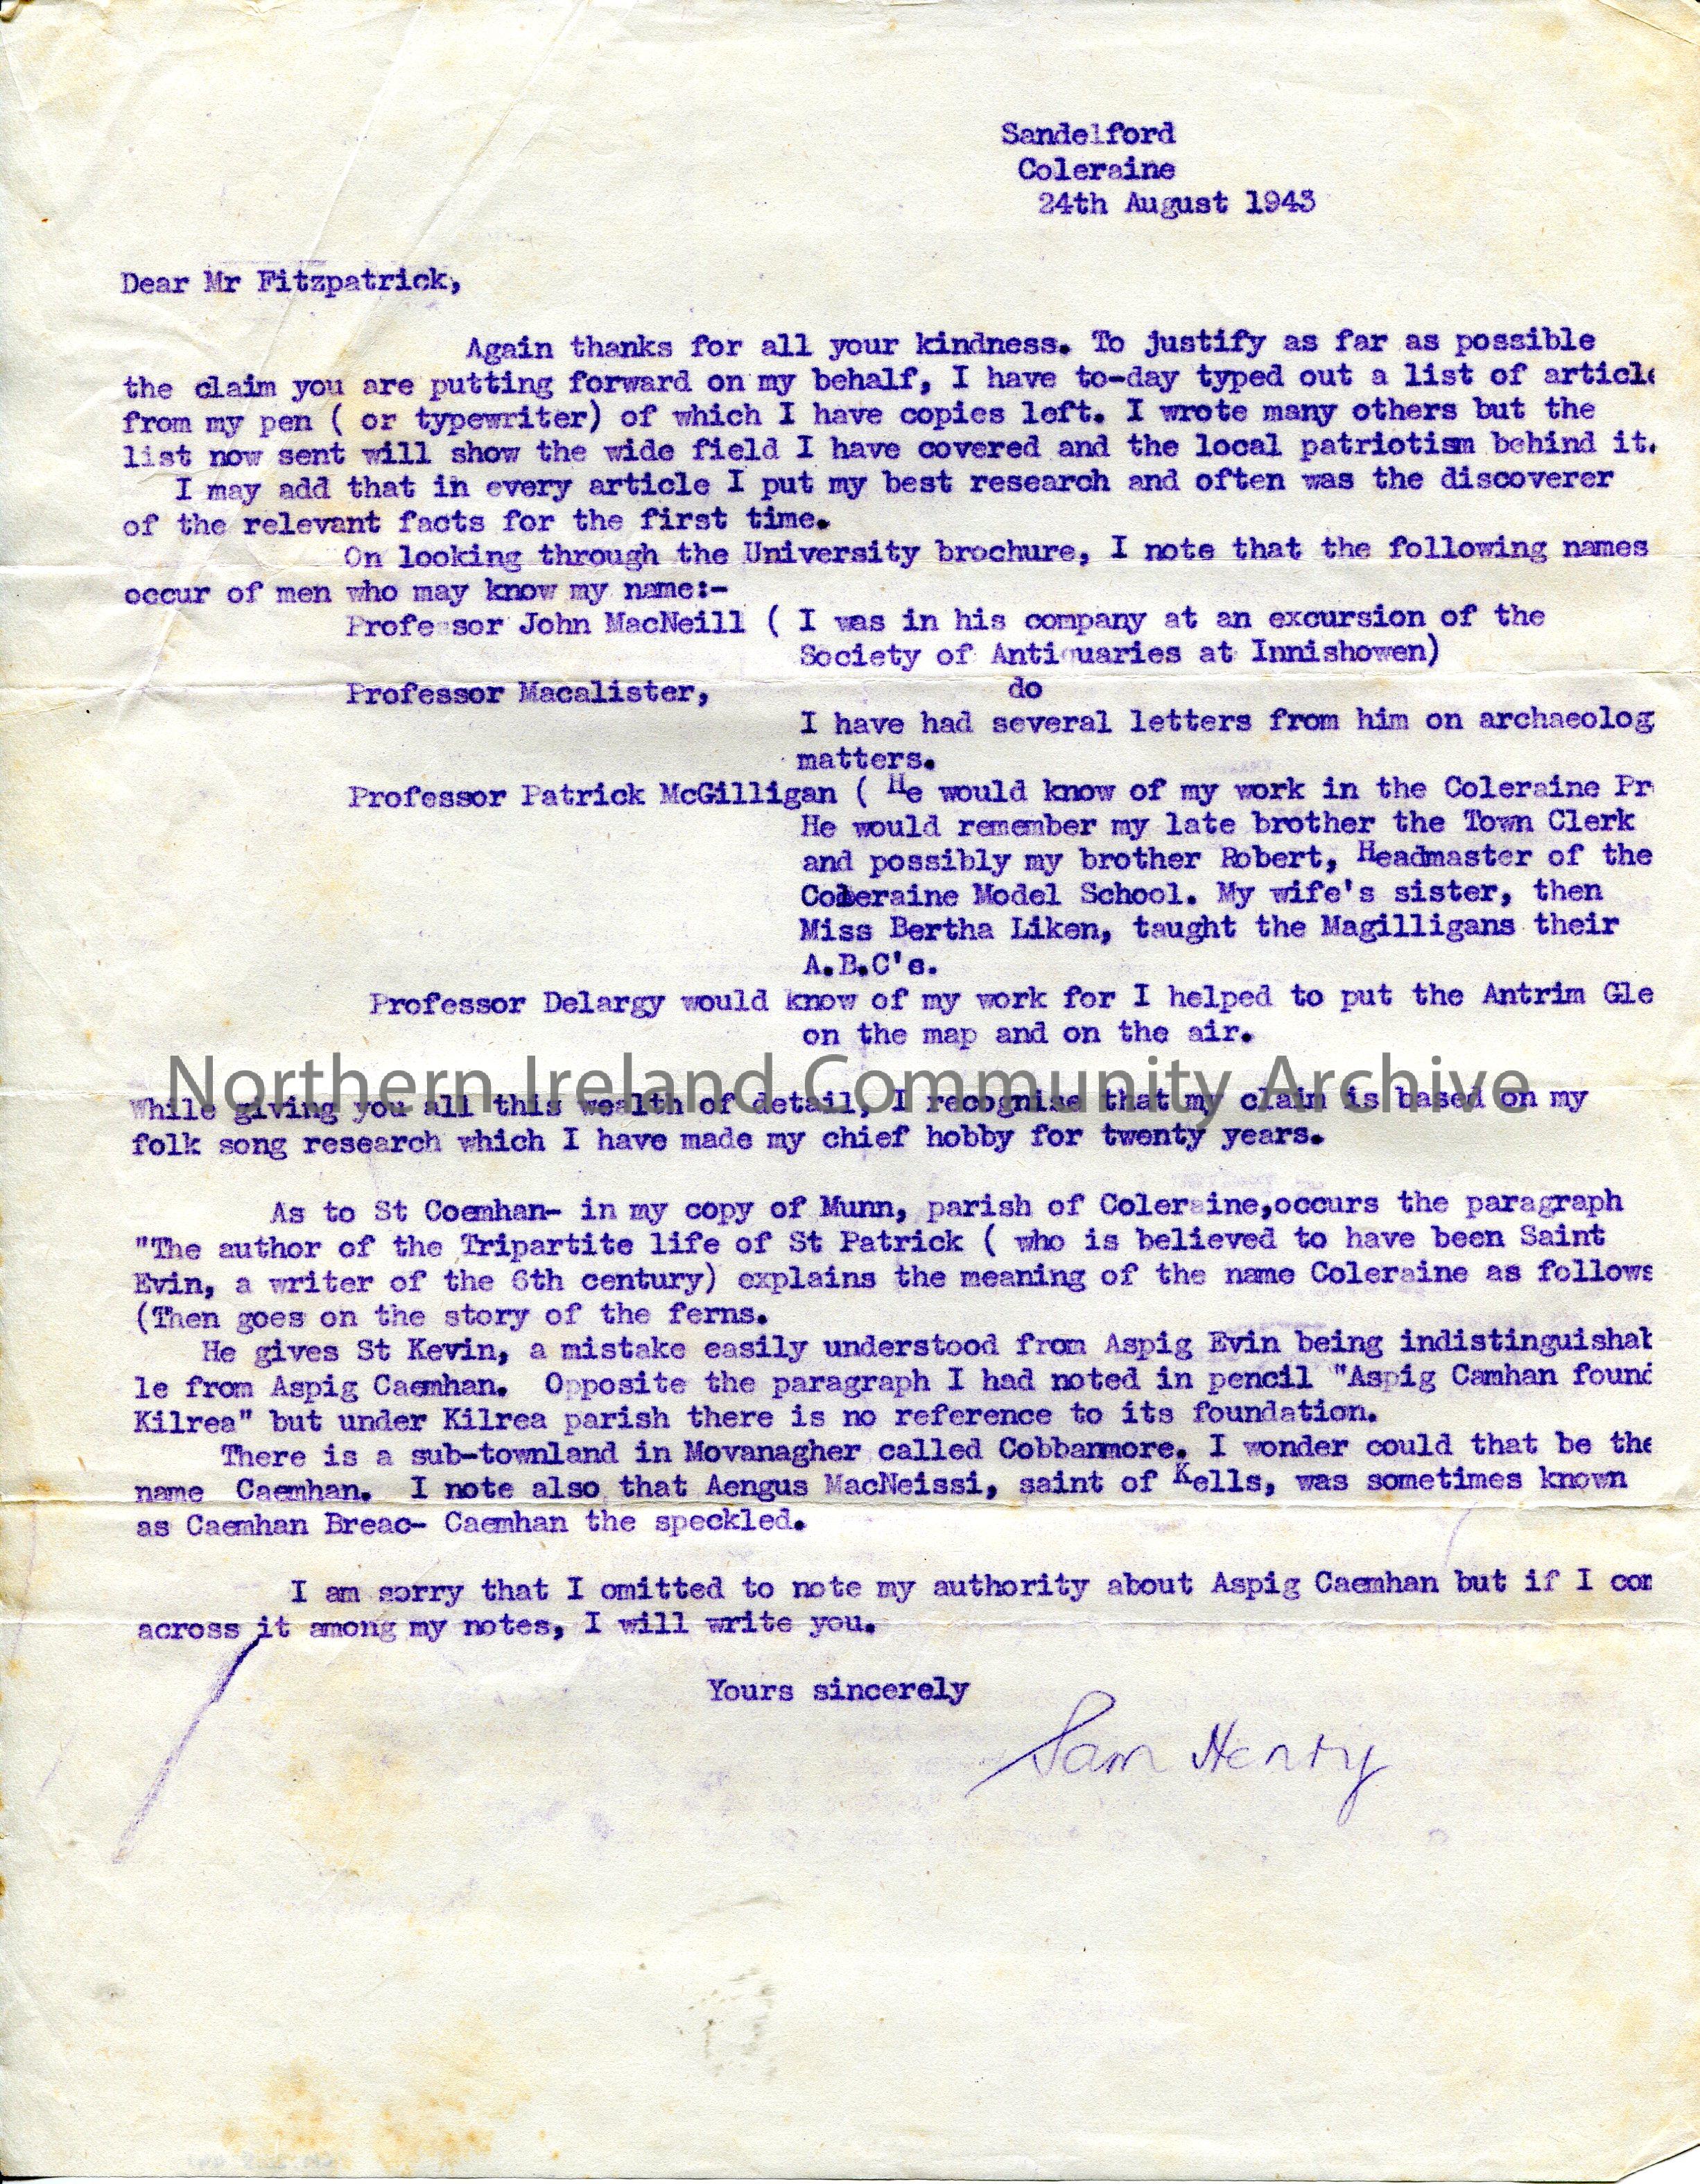 Sandelford
Coleraine
24th August 1943
Dear Mr Fitzpatrick,
Again thanks for all your kindness. To justify as far as possible
the claim you are putting forward on my behalf, I have to-day typed out a list of article
from my pen ( or typewriter) of which I have copies left. I wrote many others but the
list now sent will show the wide field I have covered and the local patriotism behind it.
I may add that in every article I put my best research and often was the discoverer
of the relevant facts for the first time.
On looking through the University brochure, I note that the following names
occur of men who may know my name:-
Professor John MacNeill ( I was in his company at an excursion of the
Society of Antiquaries at Innishowen)
Professor Macalister, do
I have had several letters from him on archaeolog
matters.
Professor Patrick McGilligan ( He would know of my work in the Coleraine Pr
He would remember my late brother the Town Clerk
and possibly my brother Robert, Headmaster of the
Coleraine Model School. My wife's sister, then
Miss Bertha Liken, taught the Magilligans their
A.B.C's.
Professor Delargy would know of my work for I helped to put the Antrim Gle
on the map and on the air.
Northern Ireland Community Archive
While giving you all this wealth of detail, I recognise that my claim is based on my
folk song research which I have made my chief hobby for twenty years.
As to St Coemhan- in my copy of Munn, parish of Coleraine,occurs the paragraph
"The author of the Tripartite life of St Patrick ( who is believed to have been Saint
Evin, a writer of the 6th century) explains the meaning of the name Coleraine as follows
(Then goes on the story of the ferns.
He gives St Kevin, a mistake easily understood from Aspig Evin being indistinguishab
le from Aspig Caemhan. Opposite the paragraph I had noted in pencil "Aspig Camhan found
Kilrea" but under Kilrea parish there is no reference to its foundation.
There is a sub-townland in Movanagher called Cobbanmore. I wonder could that be the
name Caemhan. I note also that Aengus MacNeissi, saint of Kells, was sometimes known
as Caemhan Breac- Caemhan the speckled.
I am sorry that I omitted to note my authority about Aspig Caemhan but if I com
across it among my notes, I will write you.
Yours sincerely
Sam Henry